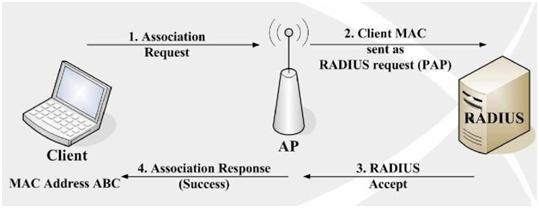 1. Association
Request
2. Client MAC
sent as
RADIUS request (PAP)
RADIUS
Client
AP
MAC Address ABC
4. Association Response
(Success)
3. RADIUS
Accept